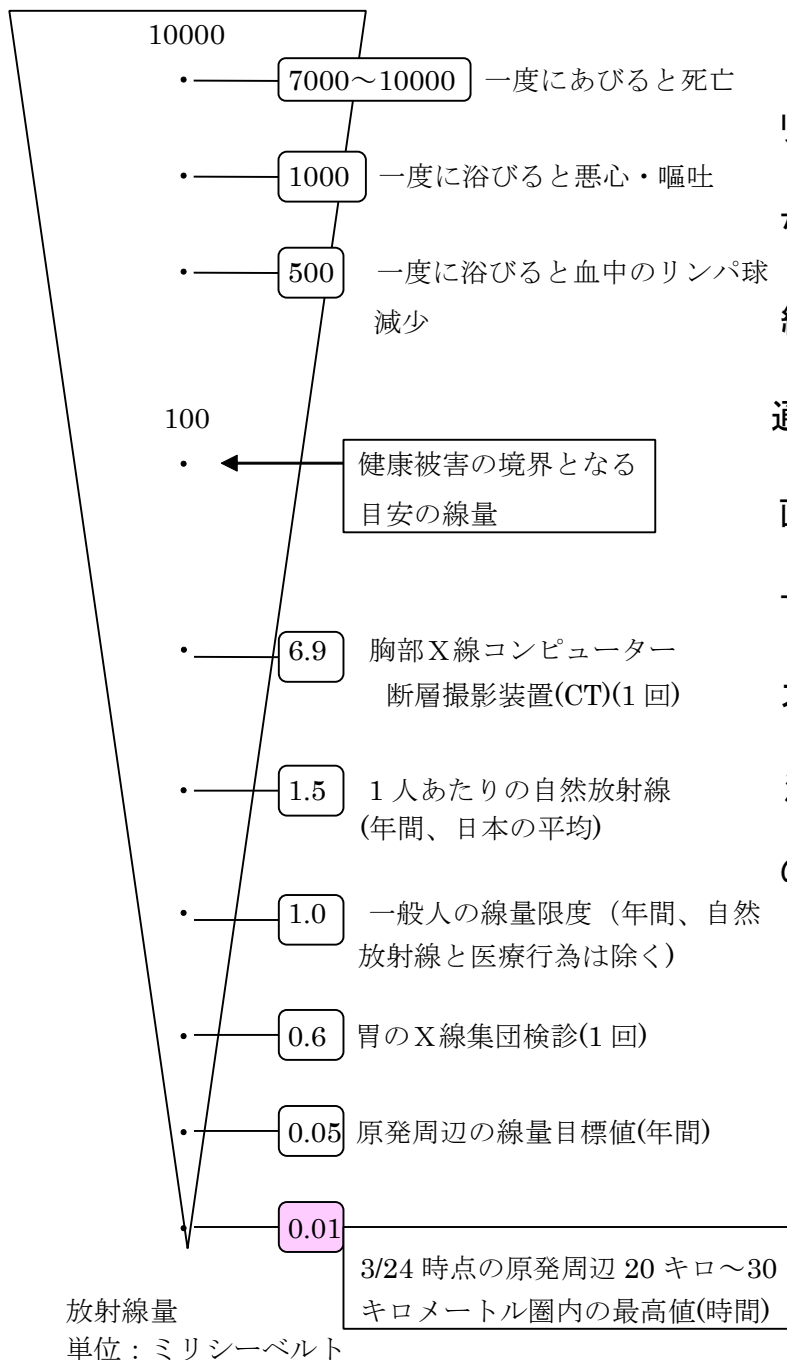 10000
7000～10000 一度にあびると死亡
1000 一度に浴びると悪心・嘔吐
500 一度に浴びると血中のリンパ球
減少
100
健康被害の境界となる
目安の線量
6.9 胸部Ｘ線コンピューター
断層撮影装置(CT)(1 回)
1.5 1 人あたりの自然放射線
(年間、日本の平均)
1.0 一般人の線量限度（年間、自然
放射線と医療行為は除く)
0.6 胃のＸ線集団検診(1 回)
0.05 原発周辺の線量目標値(年間)
0.01
3/24 時点の原発周辺 20 キロ～30
キロメートル圏内の最高値(時間)
放射線量
単位：ミリシーベルト